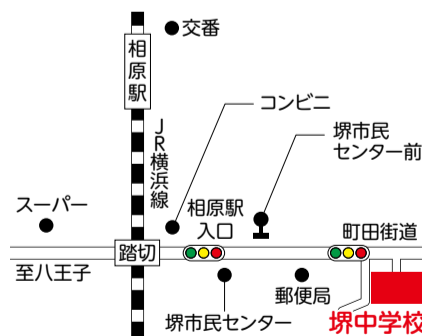 交番
相原駅
コンビニ
JR横浜線
堺市民
センター前
スーパー
相原駅
入口
町田街道
踏切
至八王子
郵便局
堺市民センター
堺中学校